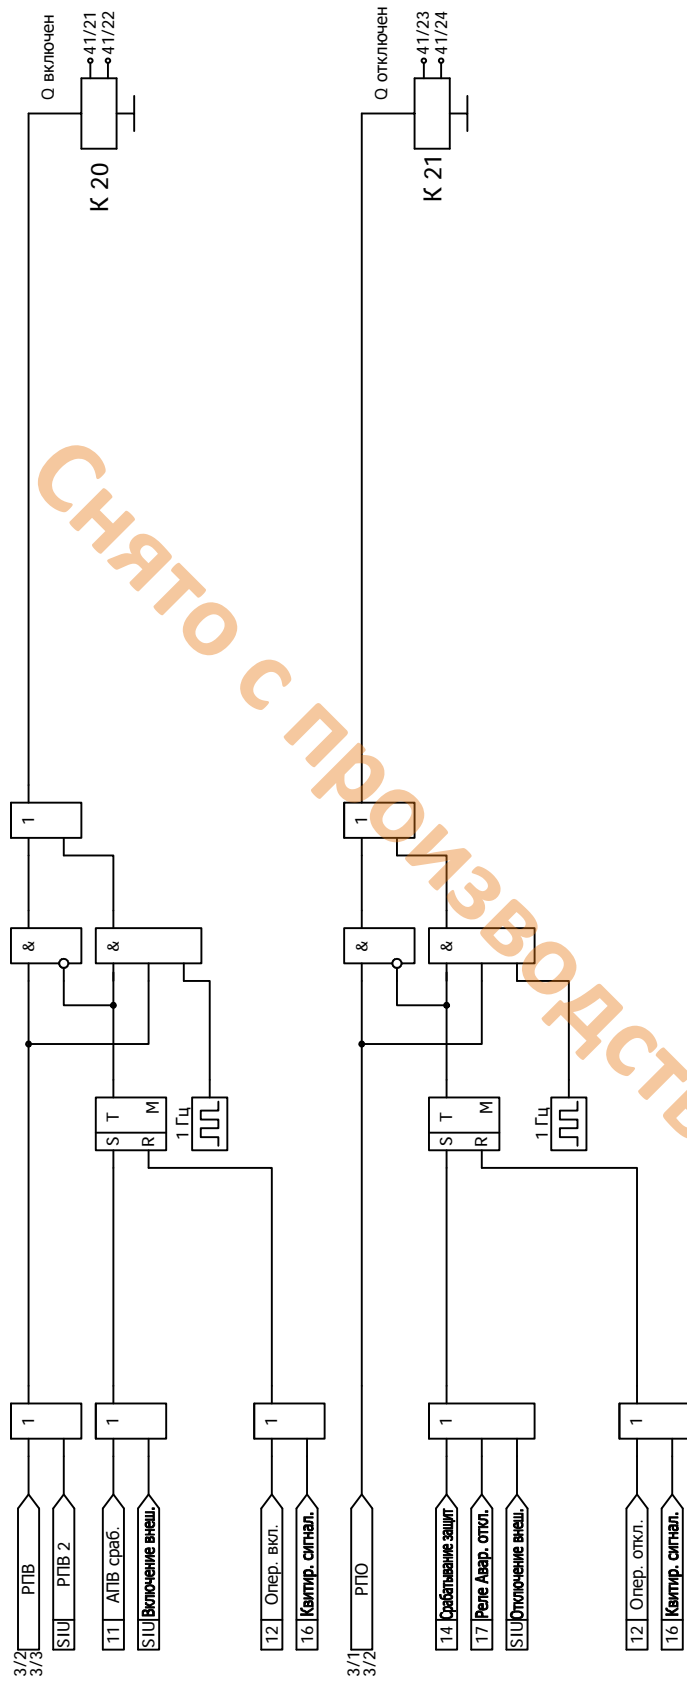 3/2
3/3
РПВ
SIU РПВ 2
11 АПВ сраб.
SIU Включение внеш.
12 Опер. вкл.
16 Квитир. сигнал.
1
1
1
S T
R M
1 Гц
&
&
1
Q включен
41/21
41/22
К 20
3/1
3/2
РПО
14 Срабатывание защит
17 Реле Авар. откл.
SIU Отключение внеш.
12 Опер. откл.
16 Квитир. сигнал.
1
1
S T
R M
1 Гц
&
&
1
Q отключен
41/23
41/24
К 21
Снято с производств